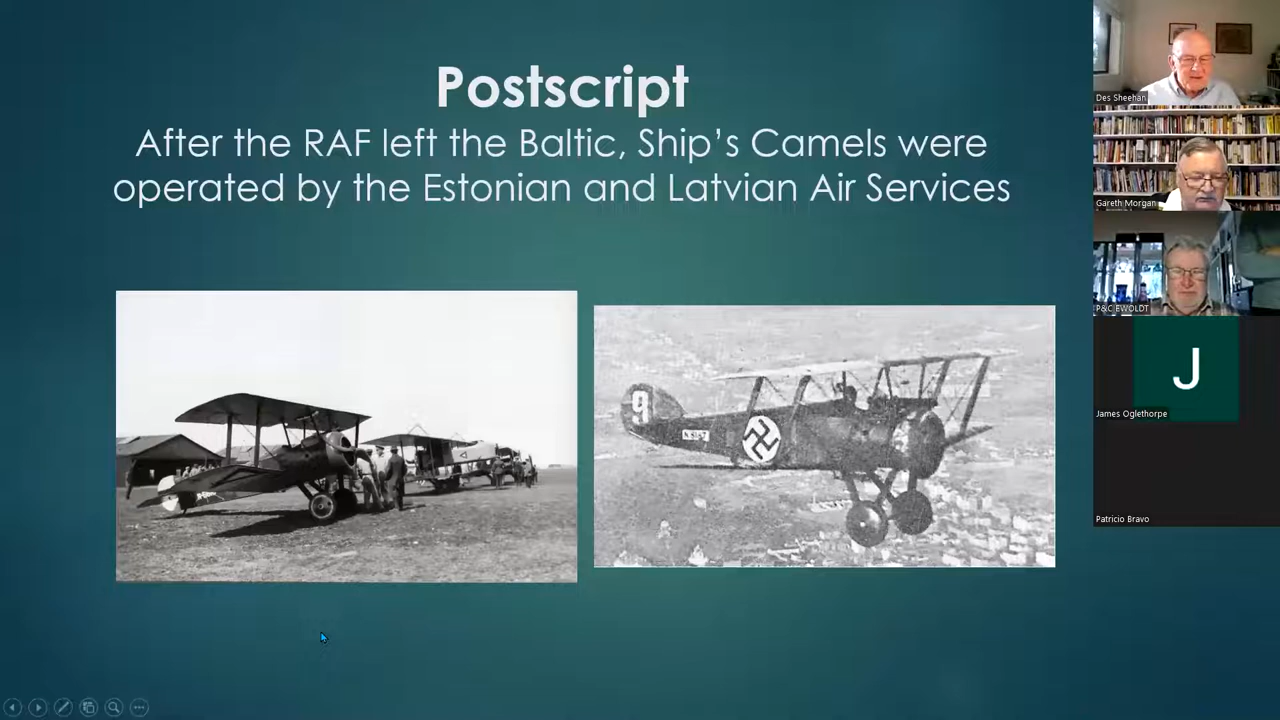 Postscript
After the RAF left the Baltic, Ship's Camels were
operated by the Estonian and Latvian Air Services
9
Des Sheehan
Gareth Morgan
P&C EWOLDT
J
James Oglethorpe
Patricio Bravo